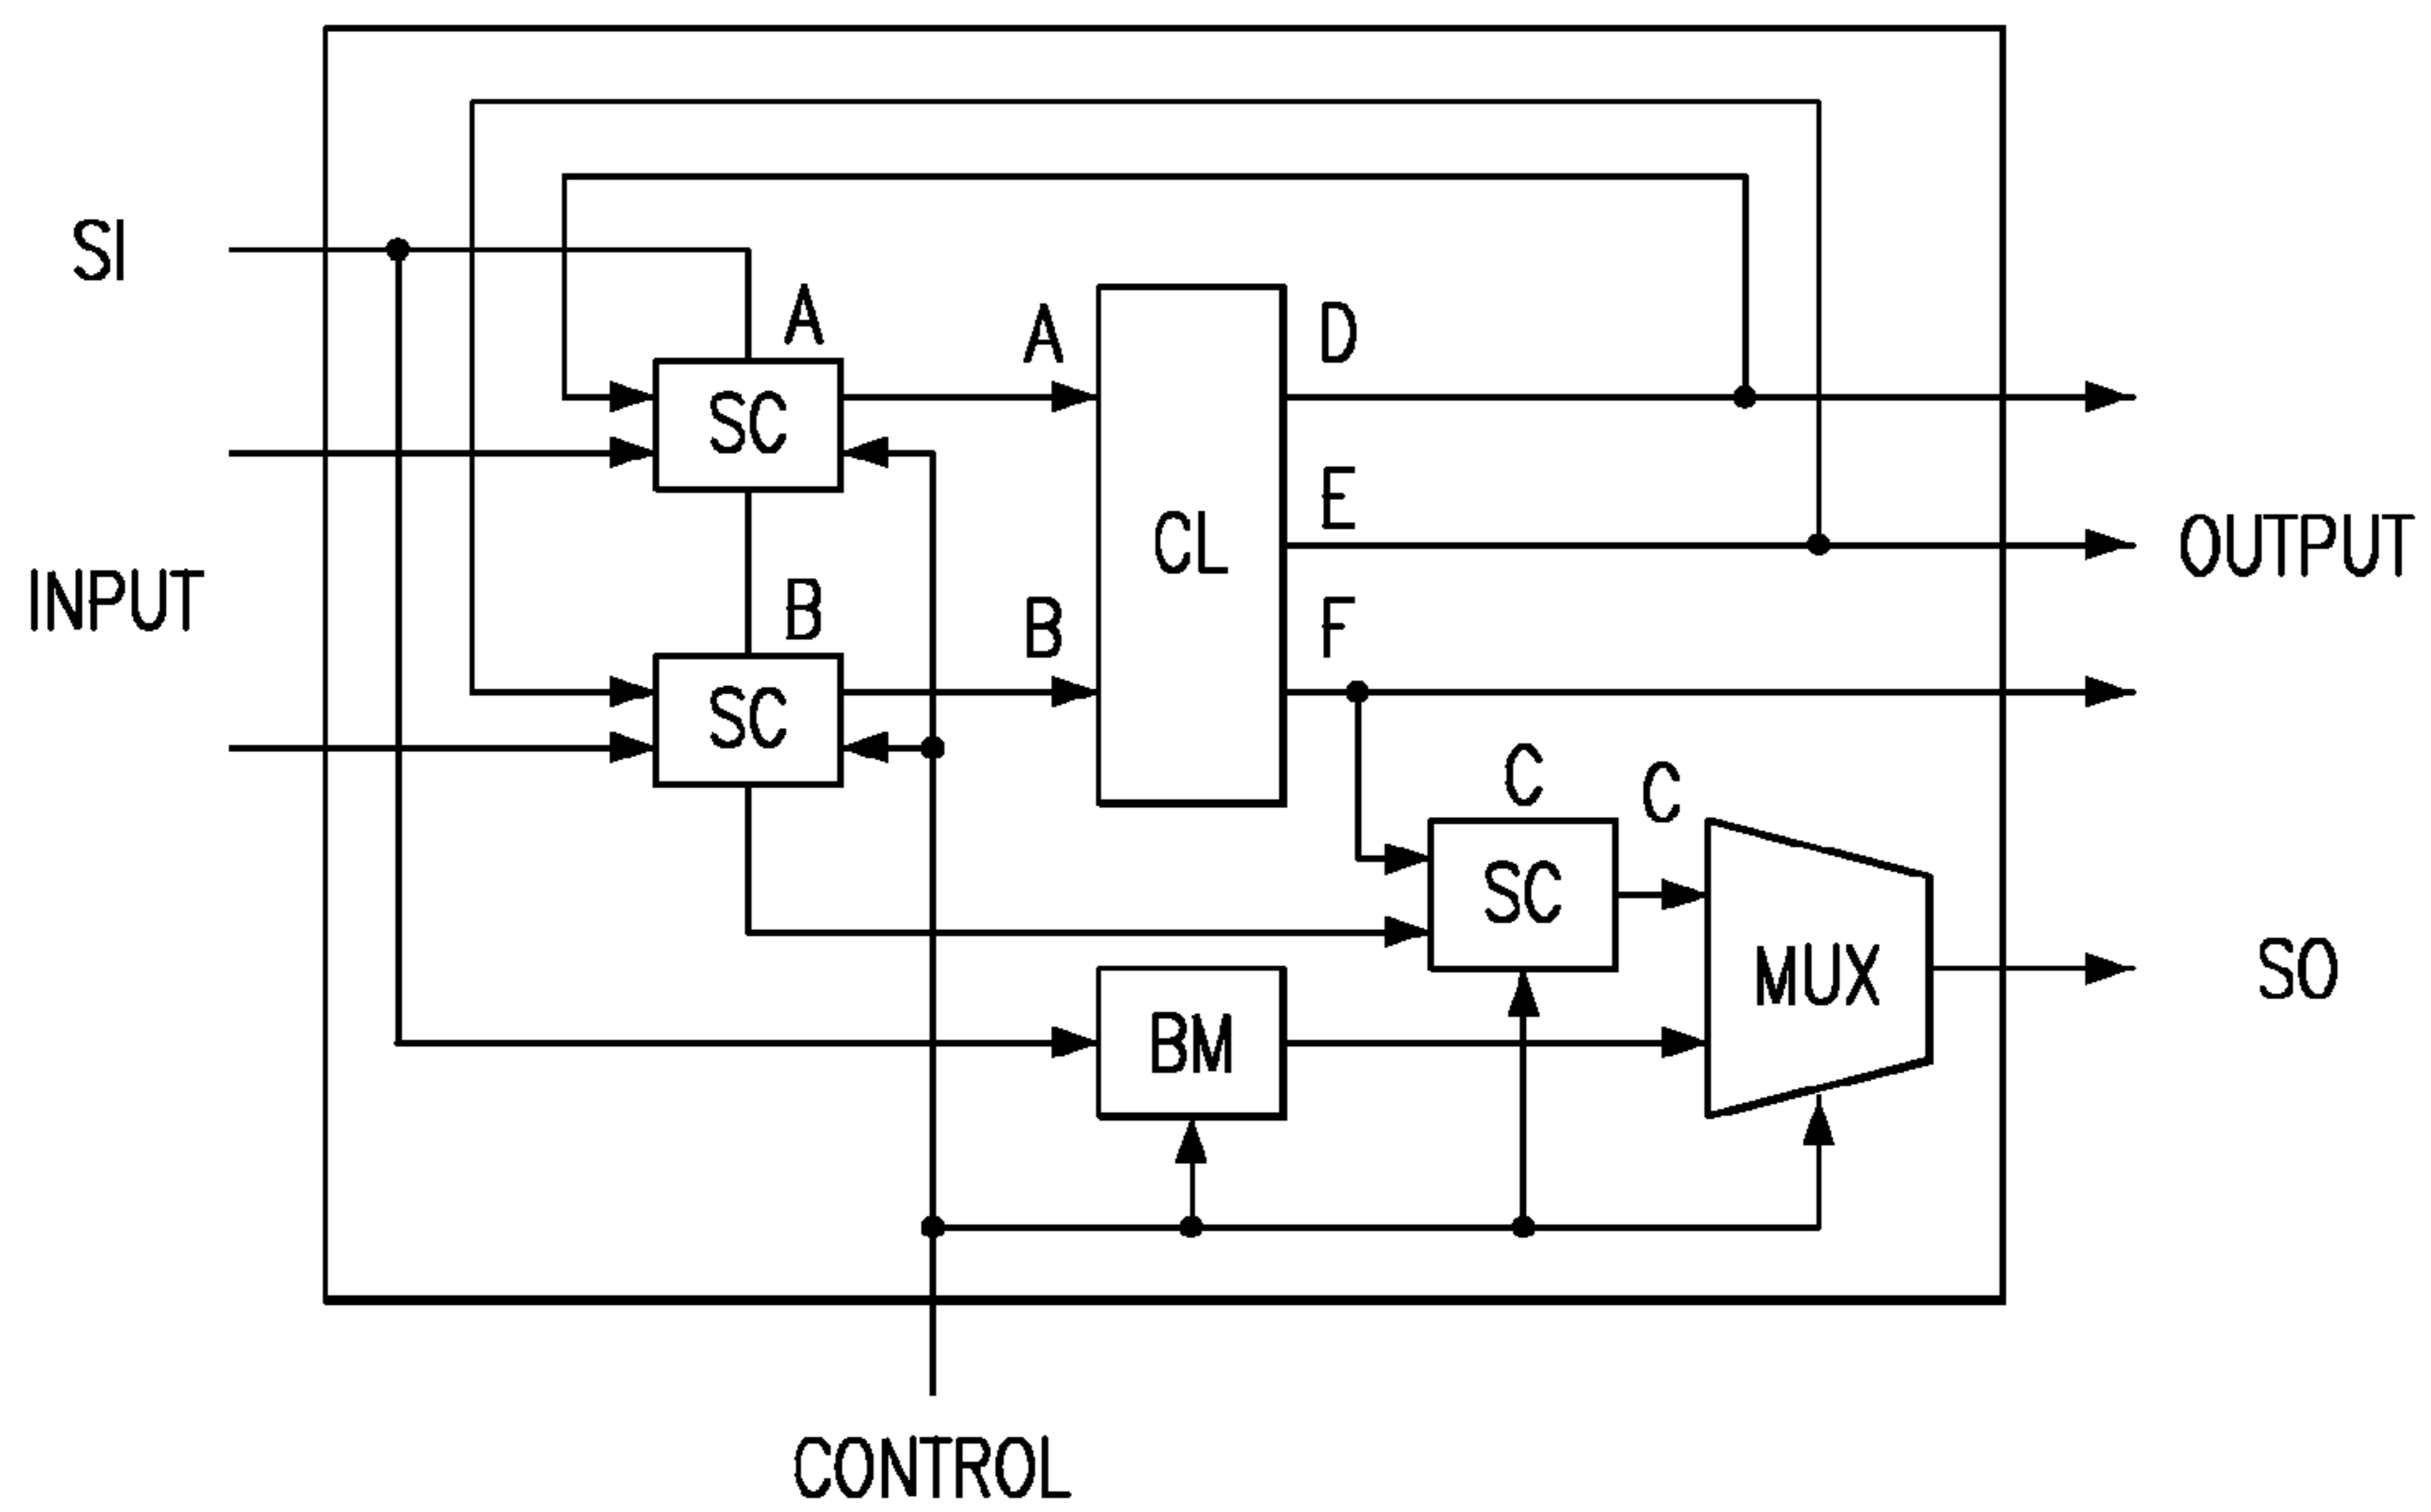 SI
A
A
D
SC
E
CL
OUTPUT
INPUT
B
B
F
SC
C
C
SC
MUX
SO
BM
CONTROL